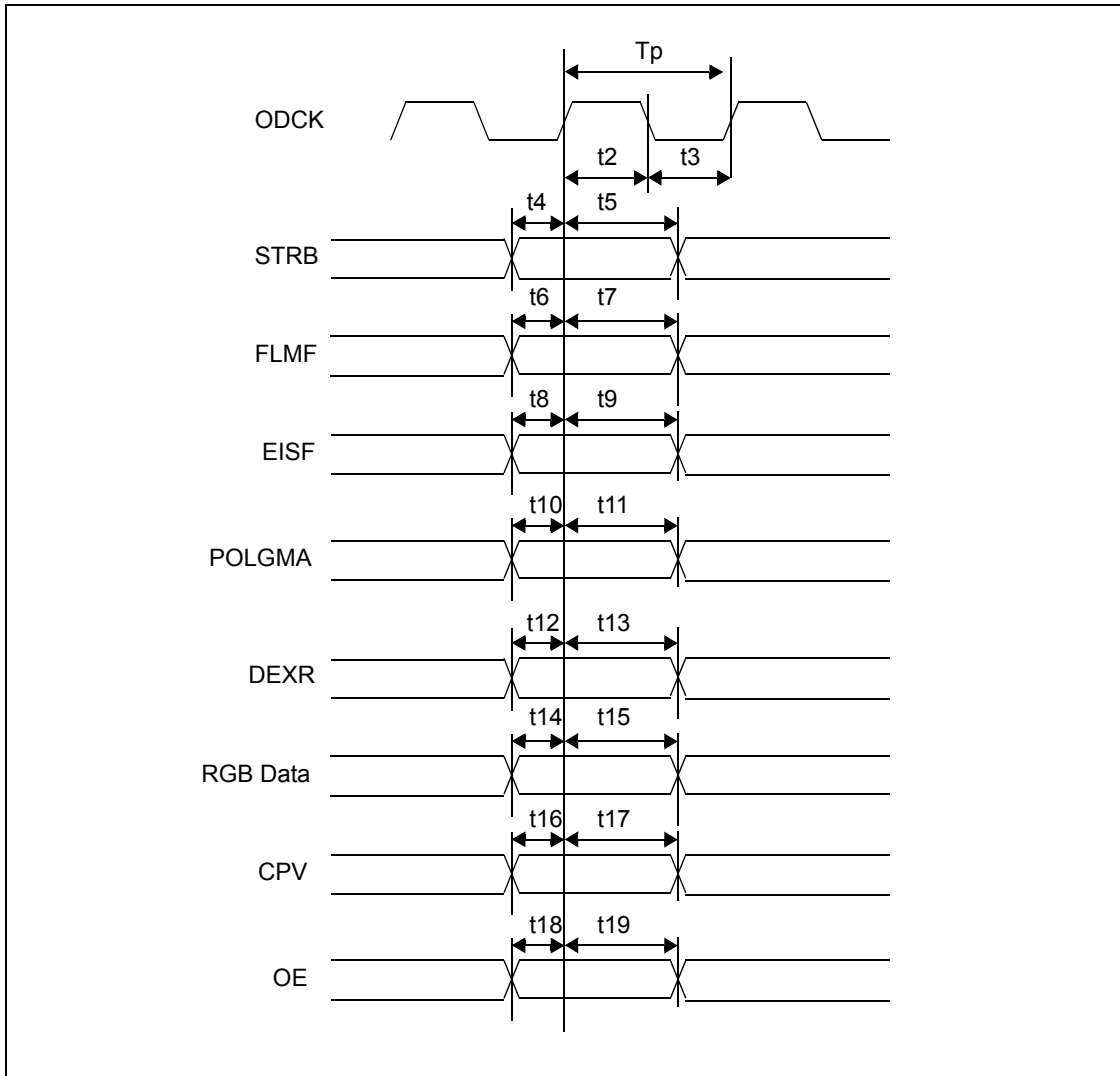 Tp
ODCK
t2 t3
t4 t5
STRB
t6 t7
FLMF
t8 t9
EISF
t10 t11
POLGMA
t12 t13
DEXR
t14 t15
RGB Data
t16 t17
CPV
t18 t19
OE